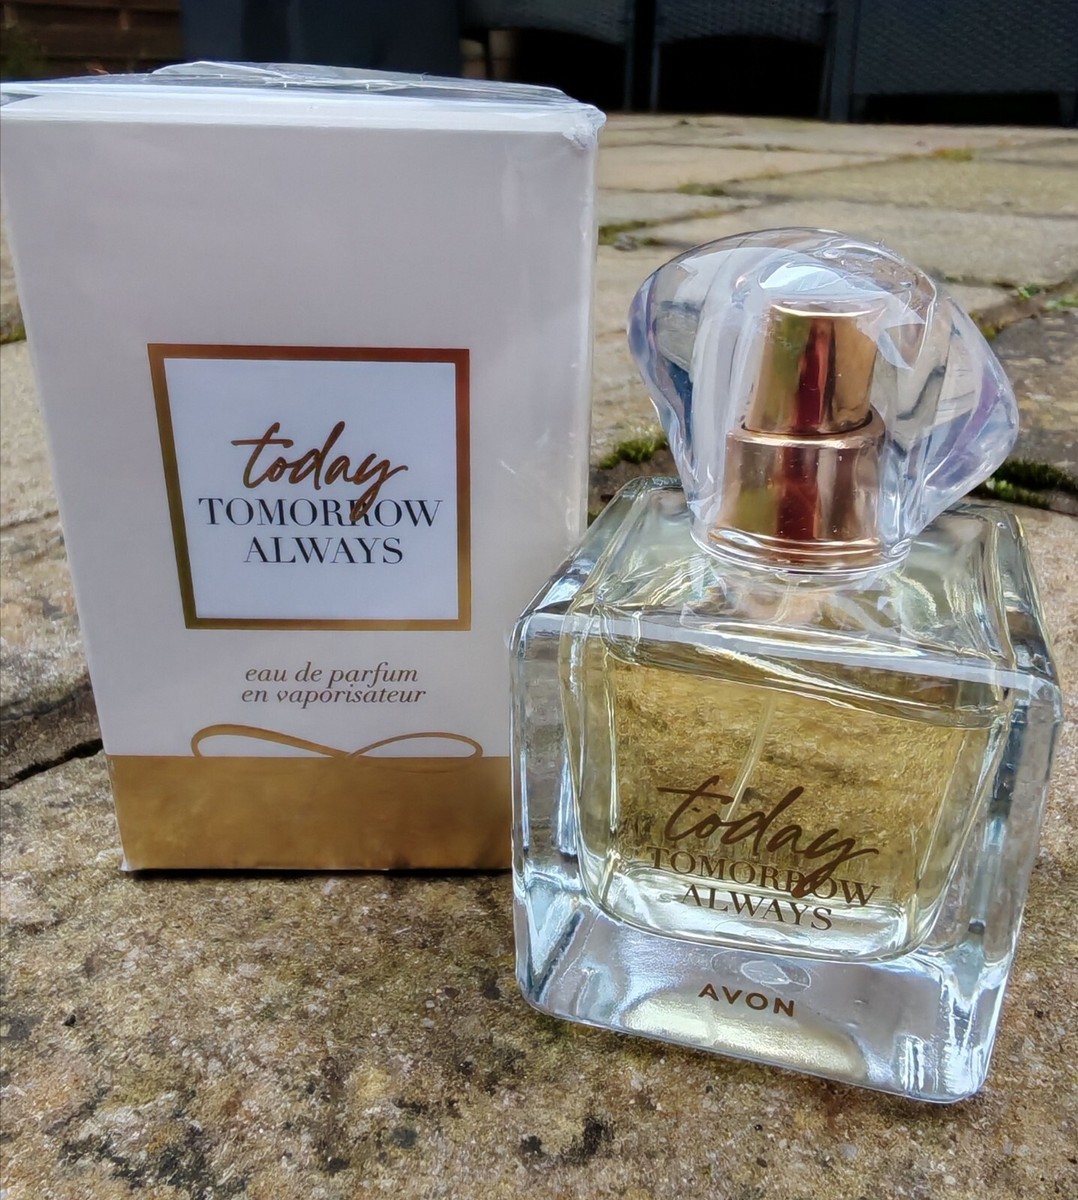 today
TOMORROW
ALWAYS
eau de parfum
en vaporisateur
today
TOMORROW
ALWAYS
AVON